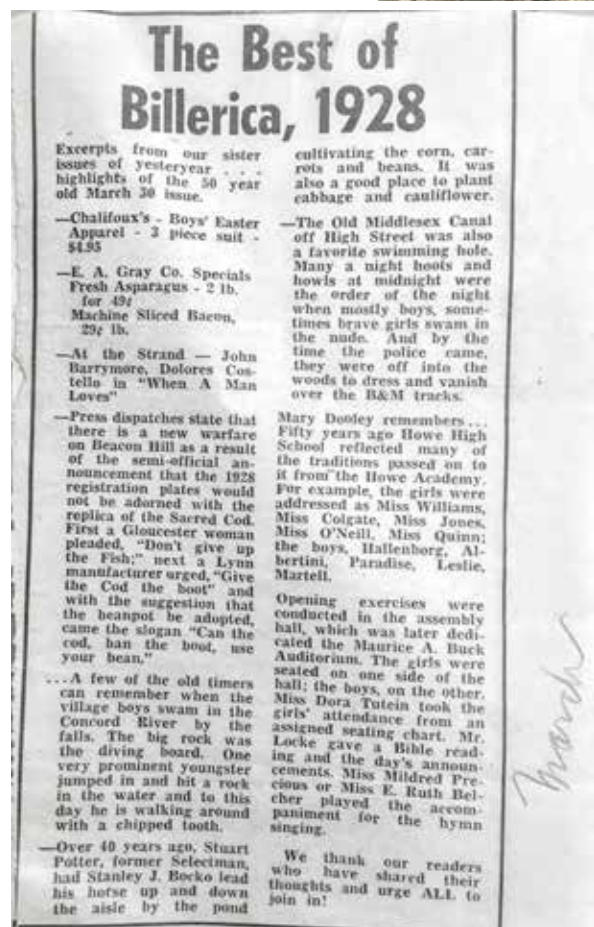 The Best of
Billerica, 1928
Excerpts from our sister
issues of yesteryear . . .
highlights of the 50 year
old March 30 issue.
—Chalifoux's - Boys' Easter
Apparel - 3 piece suit -
$4.95
—E. A. Gray Co. Specials
Fresh Asparagus - 2 lb.
for 49¢
Machine Sliced Bacon,
29¢ lb.
—At the Strand — John
Barrymore, Dolores Cos-
tello in "When A Man
Loves"
—Press dispatches state that
there is a new warfare
on Beacon Hill as a result
of the semi-official an-
nouncement that the 1928
registration plates would
not be adorned with the
replica of the Sacred Cod.
First a Gloucester woman
pleaded, "Don't give up
the Fish;" next a Lynn
manufacturer urged, "Give
the Cod the boot" and
with the suggestion that
the beanpot be adopted,
came the slogan "Can the
cod, ban the boot, use
your bean."
. . .A few of the old timers
can remember when the
village boys swam in the
Concord River by the
falls. The big rock was
the diving board. One
very prominent youngster
jumped in and hit a rock
in the water and to this
day he is walking around
with a chipped tooth.
—Over 40 years ago, Stuart
Potter, former Selectman,
had Stanley J. Bocko lead
his horse up and down
the aisle by the pond
cultivating the corn, car-
rots and beans. It was
also a good place to plant
cabbage and cauliflower.
—The Old Middlesex Canal
off High Street was also
a favorite swimming hole.
Many a night hoots and
howls at midnight were
the order of the night
when mostly boys, some-
times brave girls swam in
the nude. And by the
time the police came,
they were off into the
woods to dress and vanish
over the B&M tracks.
Mary Dooley remembers . . .
Fifty years ago Howe High
School reflected many of
the traditions passed on to
it from the Howe Academy.
For example, the girls were
addressed as Miss Williams,
Miss Colgate, Miss Jones,
Miss O'Neill, Miss Quinn;
the boys, Hallenborg, Al-
bertini, Paradise, Leslie,
Martell.
Opening exercises were
conducted in the assembly
hall, which was later dedi-
cated the Maurice A. Buck
Auditorium. The girls were
seated on one side of the
hall; the boys, on the other.
Miss Dora Tutein took the
girls' attendance from an
assigned seating chart. Mr.
Locke gave a Bible read-
ing and the day's announ-
cements. Miss Mildred Pre-
cious or Miss E. Ruth Bel-
cher played the accom-
paniment for the hymn
singing.
We thank our readers
who have shared their
thoughts and urge ALL to
join in!
March